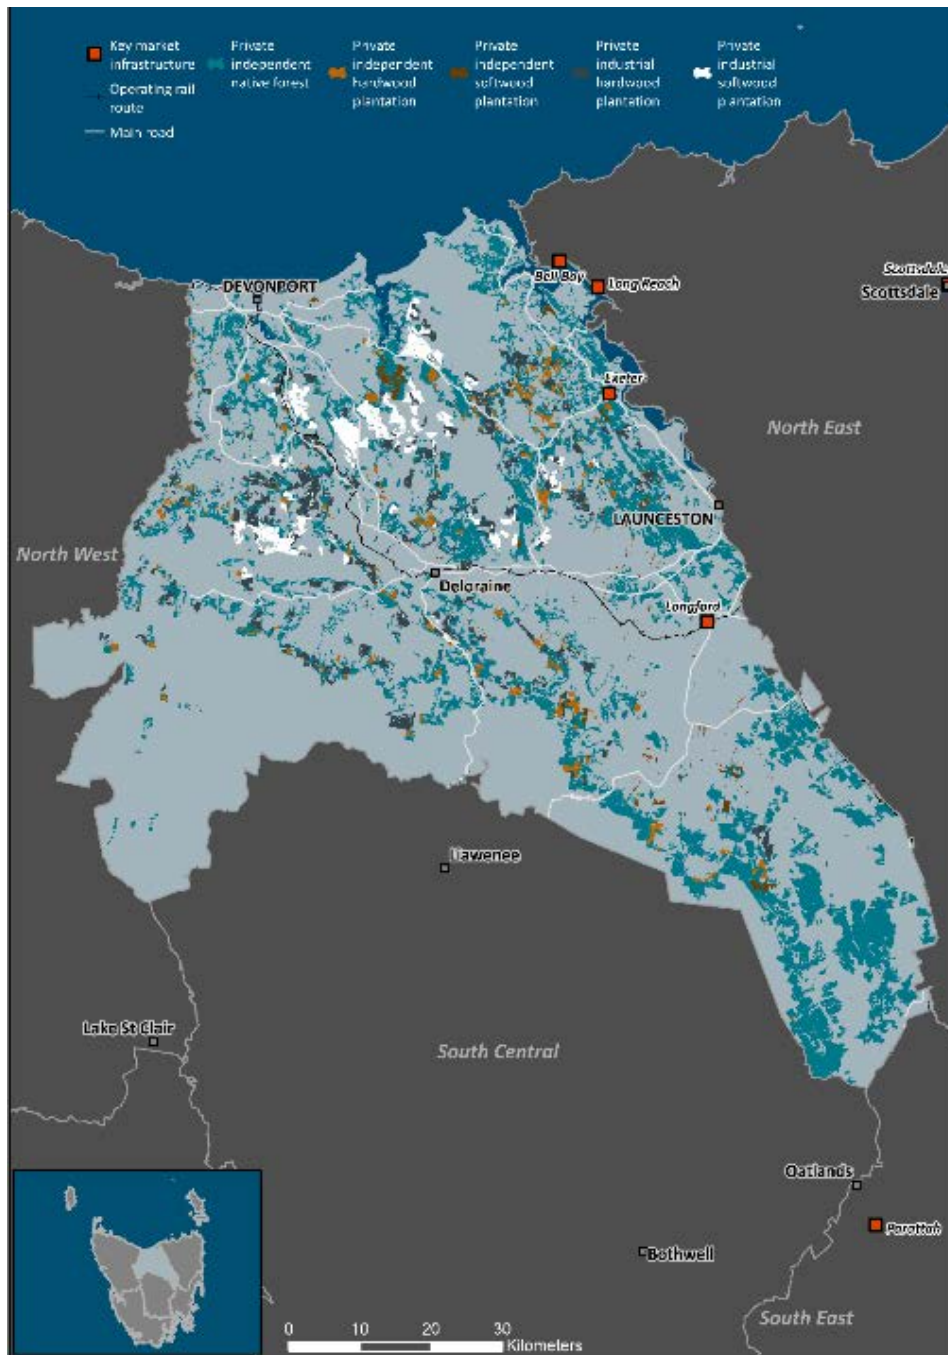 Key market
infrastructure
Operating rail
route
Main road
Private
independent
native forest
Private
independent
hardwood
plantation
Private
independent
softwood
plantation
Private
industrial
hardwood
plantation
Private
industrial
softwood
plantation
Bell Bay
Long Reach
Scottsdale
Scottsdale
DEVONPORT
Exeter
North East
LAUNCESTON
North West
Deloraine
Longford
Liawenee
Lake St Clair
South Central
Oatlands
Parattah
Bothwell
South East
0 10 20 30
Kilometers